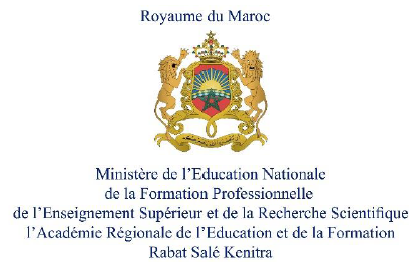 Royaume du Maroc
Ministère de l'Education Nationale
de la Formation Professionnelle
de l'Enseignement Supérieur et de la Recherche Scientifique
l'Académie Régionale de l'Education et de la Formation
Rabat Salé Kenitra